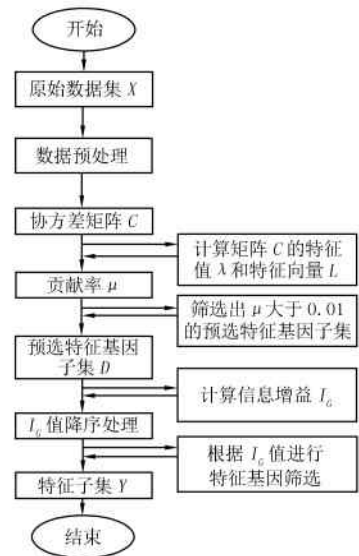 开始
原始数据集 X
数据预处理
协方差矩阵 C
计算矩阵 C 的特征
值 λ 和特征向量 L
贡献率 μ
筛选出 μ 大于 0.01
的预选特征基因子集
预选特征基因
子集 D
计算信息增益 I_G
I_G 值降序处理
根据 I_G 值进行
特征基因筛选
特征子集 Y
结束